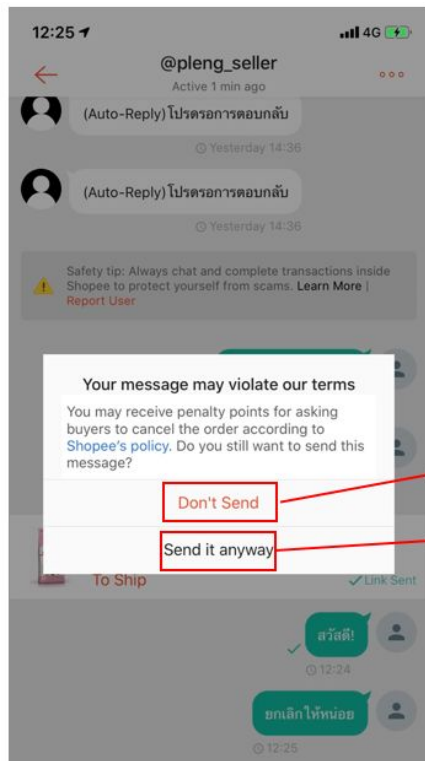 12:25
4G
@pleng_seller
Active 1 min ago
(Auto-Reply) โปรดรอการตอบกลับ
Yesterday 14:36
(Auto-Reply) โปรดรอการตอบกลับ
Yesterday 14:36
Safety tip: Always chat and complete transactions inside
Shopee to protect yourself from scams. Learn More |
Report User
Your message may violate our terms
You may receive penalty points for asking
buyers to cancel the order according to
Shopee's policy. Do you still want to send this
message?
Don't Send
Send it anyway
To Ship
Link Sent
สวัสดี!
12:24
ยกเลิกให้หน่อย
12:25